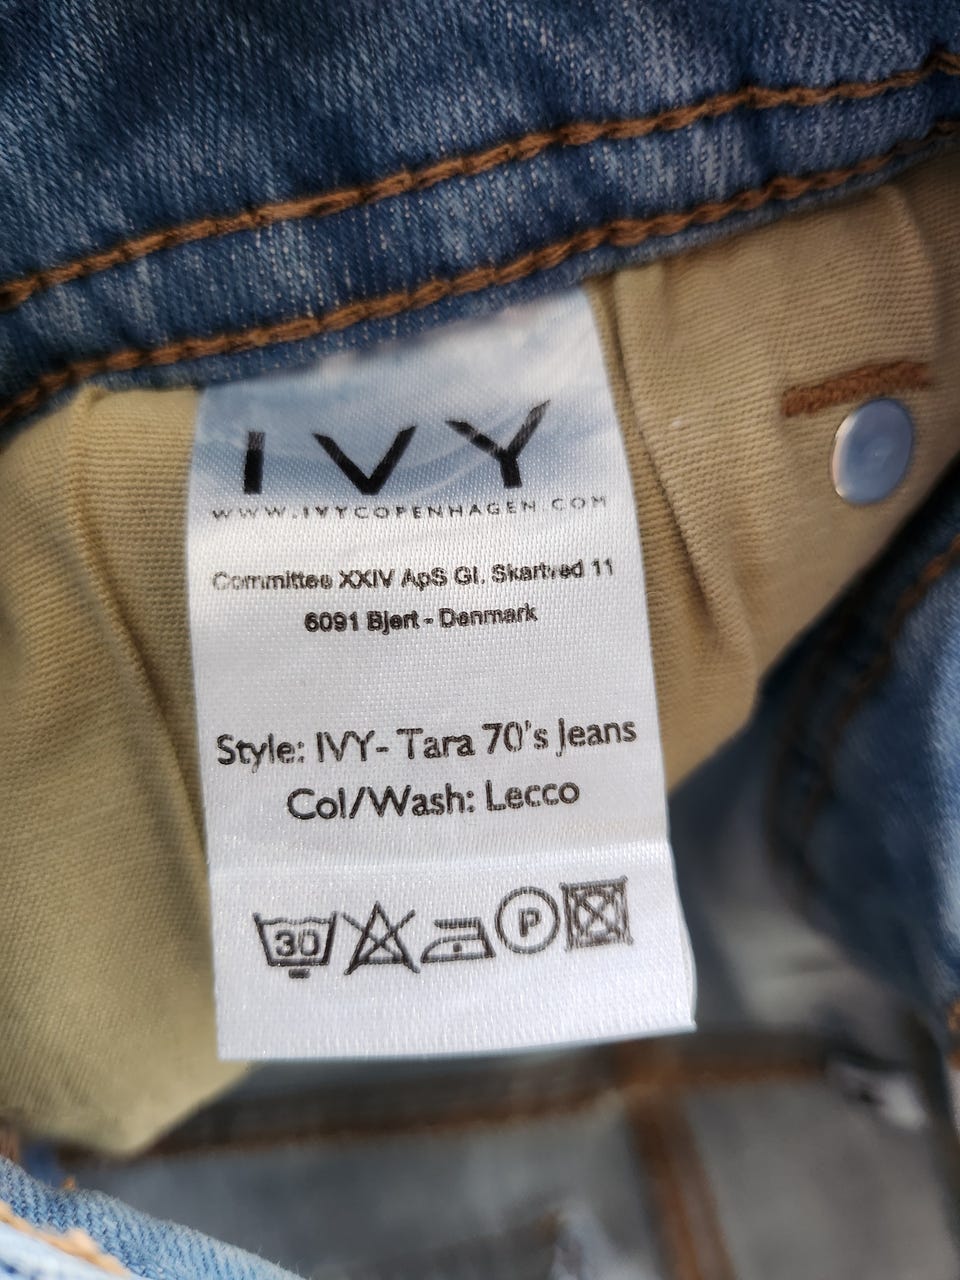 IVY
WWW.IVYCOPENHAGEN.COM
Committee XXIV ApS Gl. Skartved 11
6091 Bjert - Denmark
Style: IVY- Tara 70's Jeans
Col/Wash: Lecco
30 P